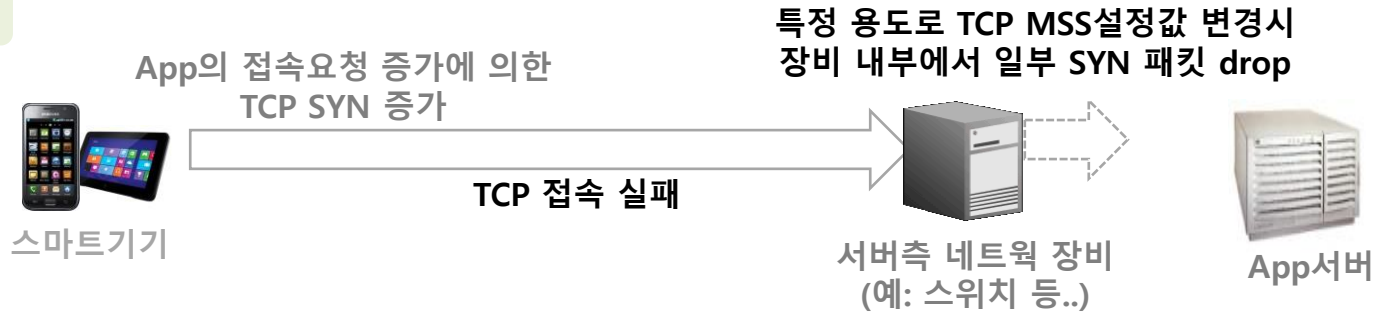 특정 용도로 TCP MSS설정값 변경시
장비 내부에서 일부 SYN 패킷 drop
App의 접속요청 증가에 의한
TCP SYN 증가
TCP 접속 실패
스마트기기
서버측 네트웍 장비
(예: 스위치 등..)
App서버